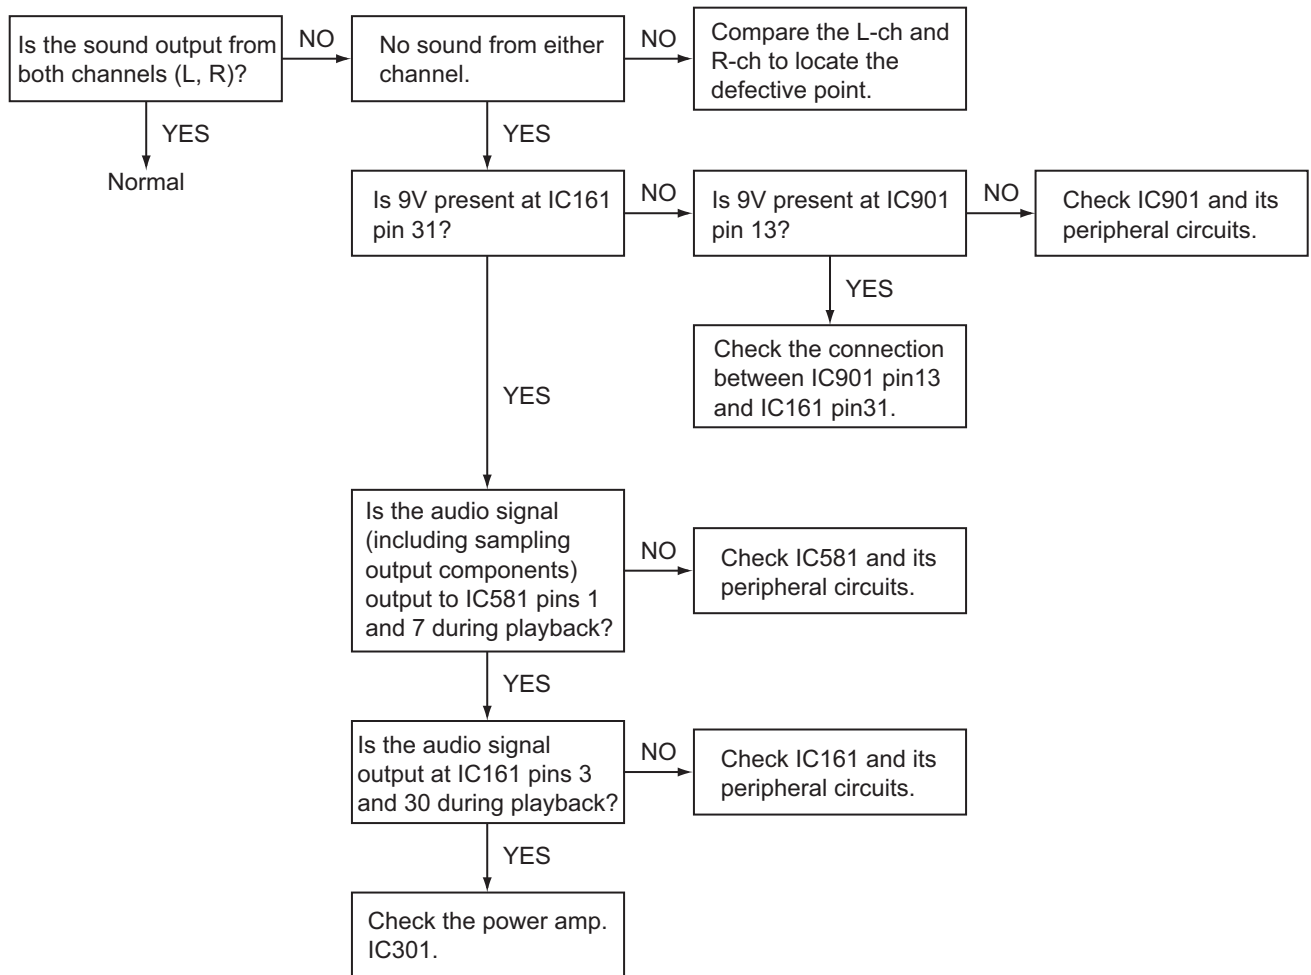 Is the sound output from
both channels (L, R)?
NO
No sound from either
channel.
NO
Compare the L-ch and
R-ch to locate the
defective point.
YES
Normal
YES
Is 9V present at IC161
pin 31?
NO
Is 9V present at IC901
pin 13?
NO
Check IC901 and its
peripheral circuits.
YES
Check the connection
between IC901 pin13
and IC161 pin31.
YES
Is the audio signal
(including sampling
output components)
output to IC581 pins 1
and 7 during playback?
NO
Check IC581 and its
peripheral circuits.
YES
Is the audio signal
output at IC161 pins 3
and 30 during playback?
NO
Check IC161 and its
peripheral circuits.
YES
Check the power amp.
IC301.